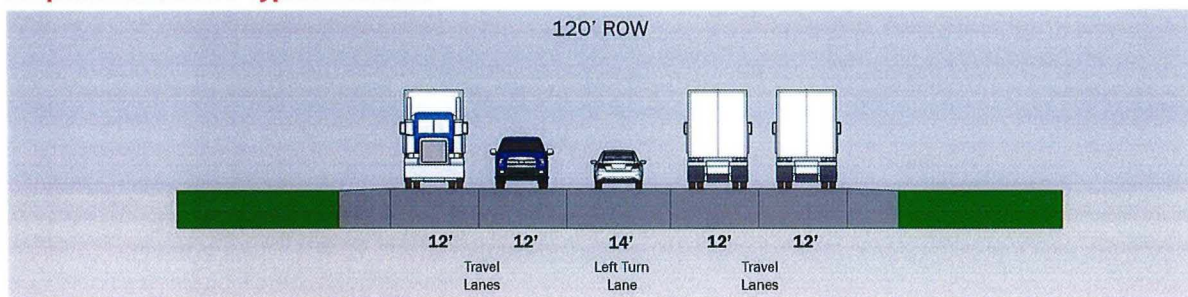 120' ROW
12' 12' 14' 12' 12'
Travel Lanes
Left Turn Lane
Travel Lanes